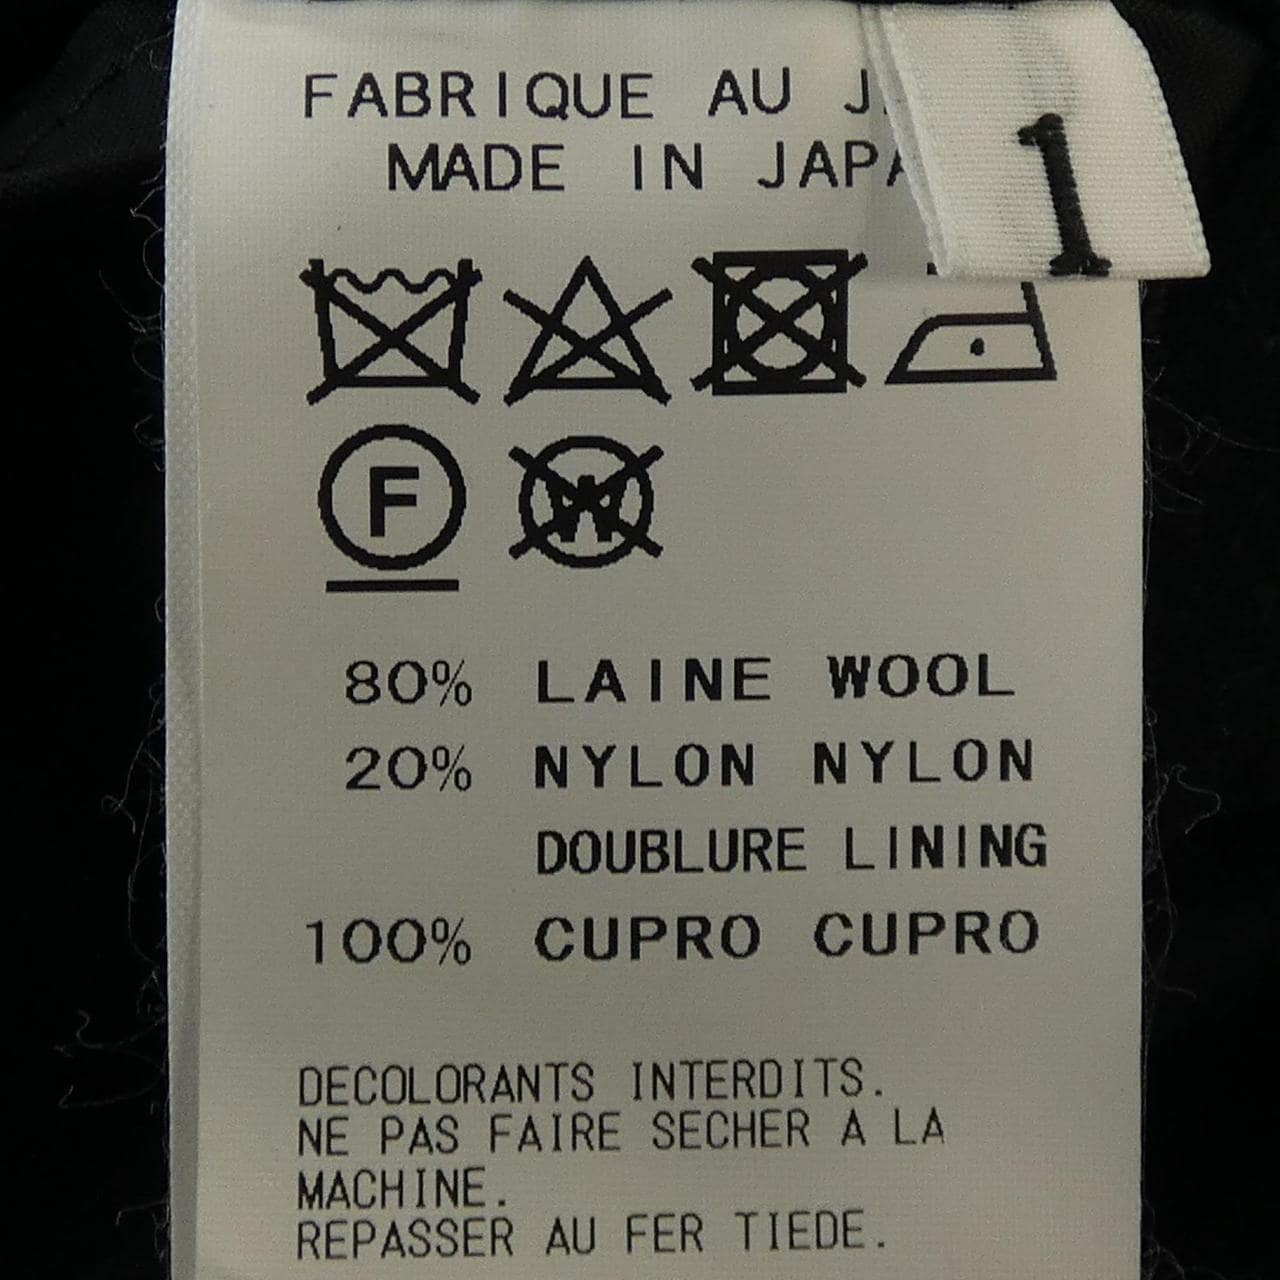 FABRIQUE AU
MADE IN
1
F
W
80% LAINE WOOL
20% NYLON NYLON
DOUBLURE LINING
100% CUPRO CUPRO
DECOLORANTS INTERDITS.
NE PAS FAIRE SECHER A LA
MACHINE.
REPASSER AU FER TIEDE.